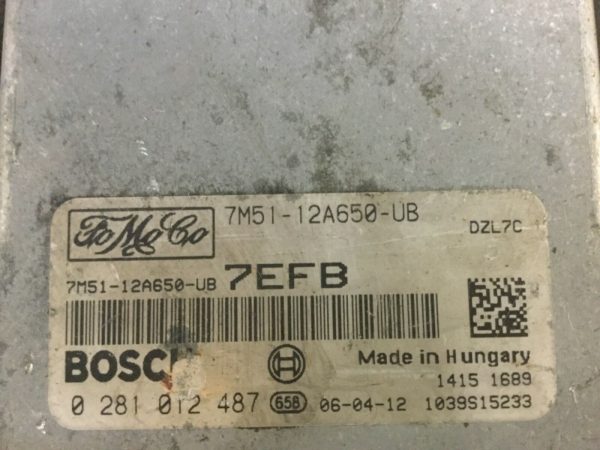 FoMoCo 7M51-12A650-UB DZL7C
7M51-12A650-UB 7EFB
BOSCH Made in Hungary
1415 1689
0 281 012 487 658 06-04-12 1039S15233